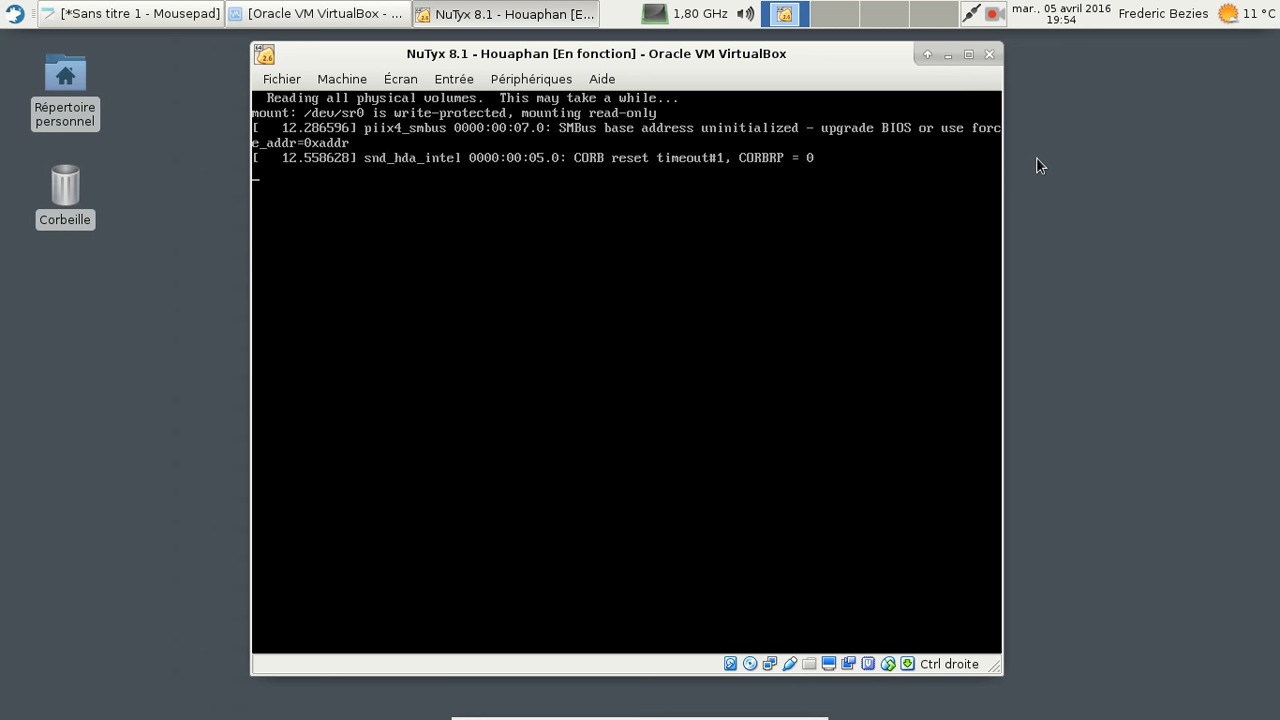 [*Sans titre 1 - Mousepad]
[Oracle VM VirtualBox - ...
NuTyx 8.1 - Houaphan [E...
1,80 GHz
mar., 05 avril 2016
19:54
Frederic Bezies
11 °C
Répertoire
personnel
Corbeille
NuTyx 8.1 - Houaphan [En fonction] - Oracle VM VirtualBox
Fichier Machine Écran Entrée Périphériques Aide
Reading all physical volumes.  This may take a while...
mount: /dev/sr0 is write-protected, mounting read-only
[   12.286596] piix4_smbus 0000:00:07.0: SMBus base address uninitialized - upgrade BIOS or use forc
e_addr=0xaddr
[   12.558628] snd_hda_intel 0000:00:05.0: CORB reset timeout#1, CORBRP = 0
Ctrl droite